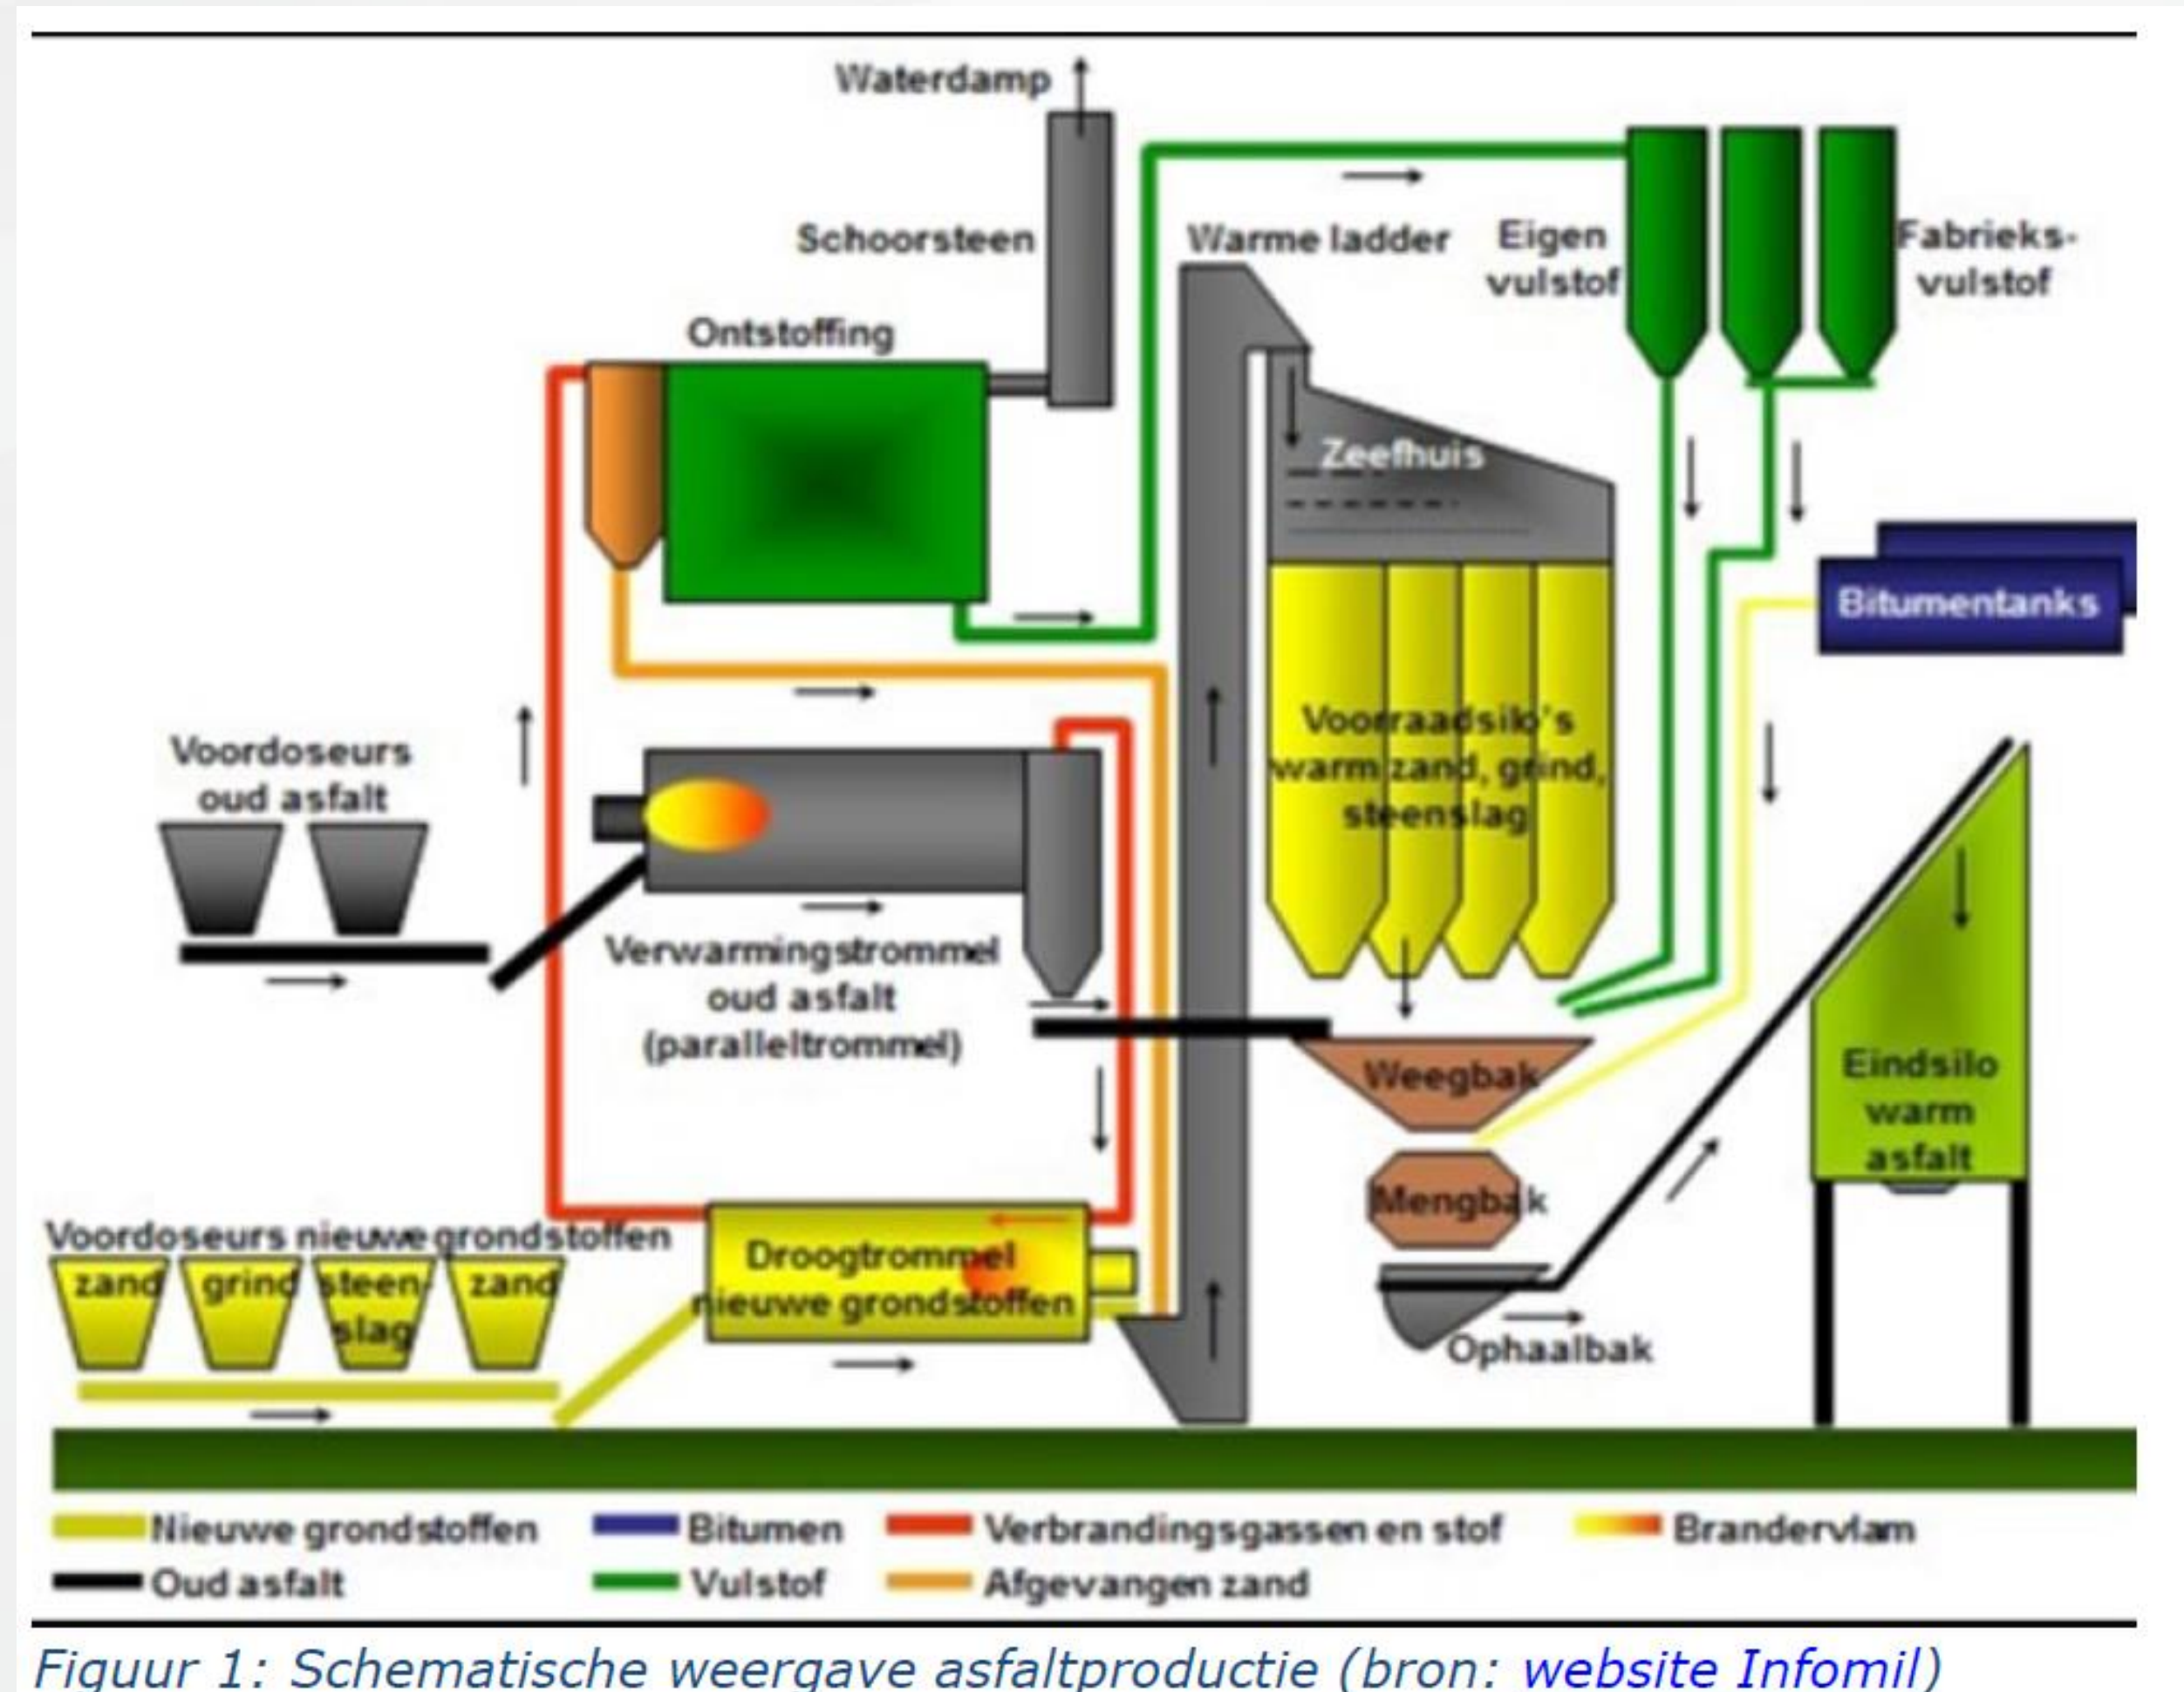 Waterdamp
Schoorsteen
Warme ladder
Eigen
vulstof
Fabrieks-
vulstof
Ontstoffing
Zeefhuis
Bitumentanks
Voorraadsilo's
warm zand, grind,
steenslag
Voordoseurs
oud asfalt
Verwarmingstrommel
oud asfalt
(paralleltrommel)
Weegbak
Mengbak
Ophaalbak
Eindsilo
warm
asfalt
Voordoseurs nieuwe grondstoffen
zand grind steen- zand
slag
Droogtrommel
nieuwe grondstoffen
Nieuwe grondstoffen Bitumen Verbrandingsgassen en stof Brandervlam
Oud asfalt Vulstof Afgevangen zand
Figuur 1: Schematische weergave asfaltproductie (bron: website Infomil)